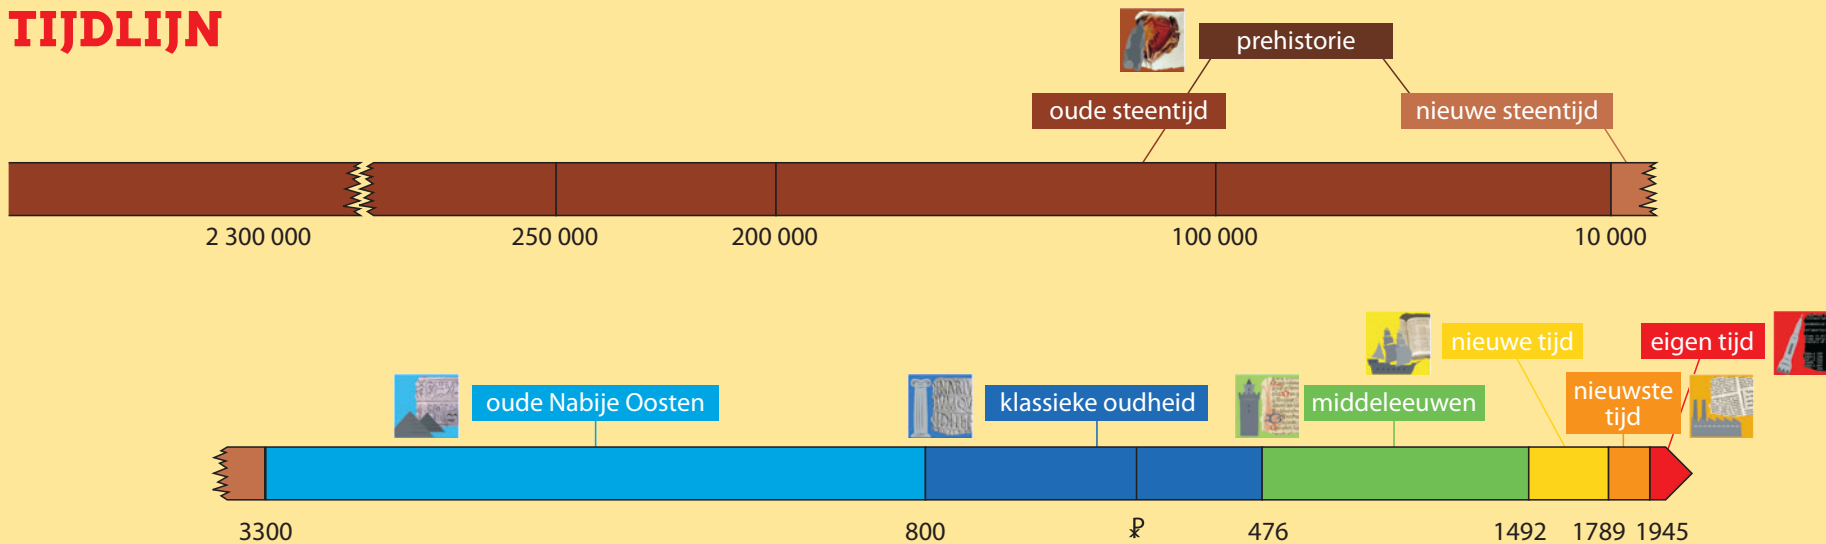 TIJDLIJN
prehistorie
oude steentijd
nieuwe steentijd
2 300 000
250 000
200 000
100 000
10 000
nieuwe tijd
eigen tijd
oude Nabije Oosten
klassieke oudheid
middeleeuwen
nieuwste
tijd
3300
800
476
1492
1789
1945